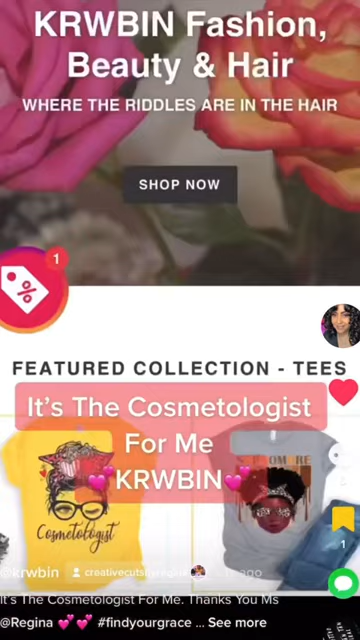 KRWBIN Fashion,
Beauty & Hair
WHERE THE RIDDLES ARE IN THE HAIR
SHOP NOW
1
%
FEATURED COLLECTION - TEES
It's The Cosmetologist
For Me
💕KRWBIN💕
Cosmetologist
@krwbin
1
It's The Cosmetologist For Me. Thanks You Ms
@Regina 💕💕 #findyourgrace ... See more